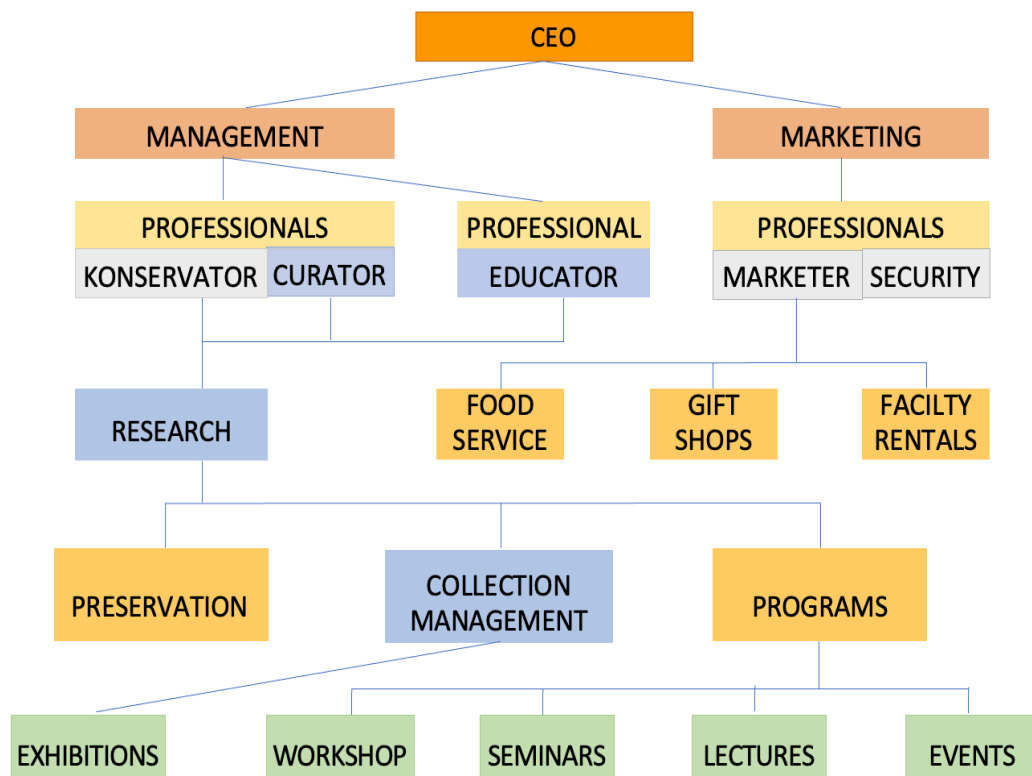 CEO
MANAGEMENT
MARKETING
PROFESSIONALS
PROFESSIONAL
PROFESSIONALS
KONSERVATOR
CURATOR
EDUCATOR
MARKETER
SECURITY
RESEARCH
FOOD
SERVICE
GIFT
SHOPS
FACILTY
RENTALS
PRESERVATION
COLLECTION
MANAGEMENT
PROGRAMS
EXHIBITIONS
WORKSHOP
SEMINARS
LECTURES
EVENTS